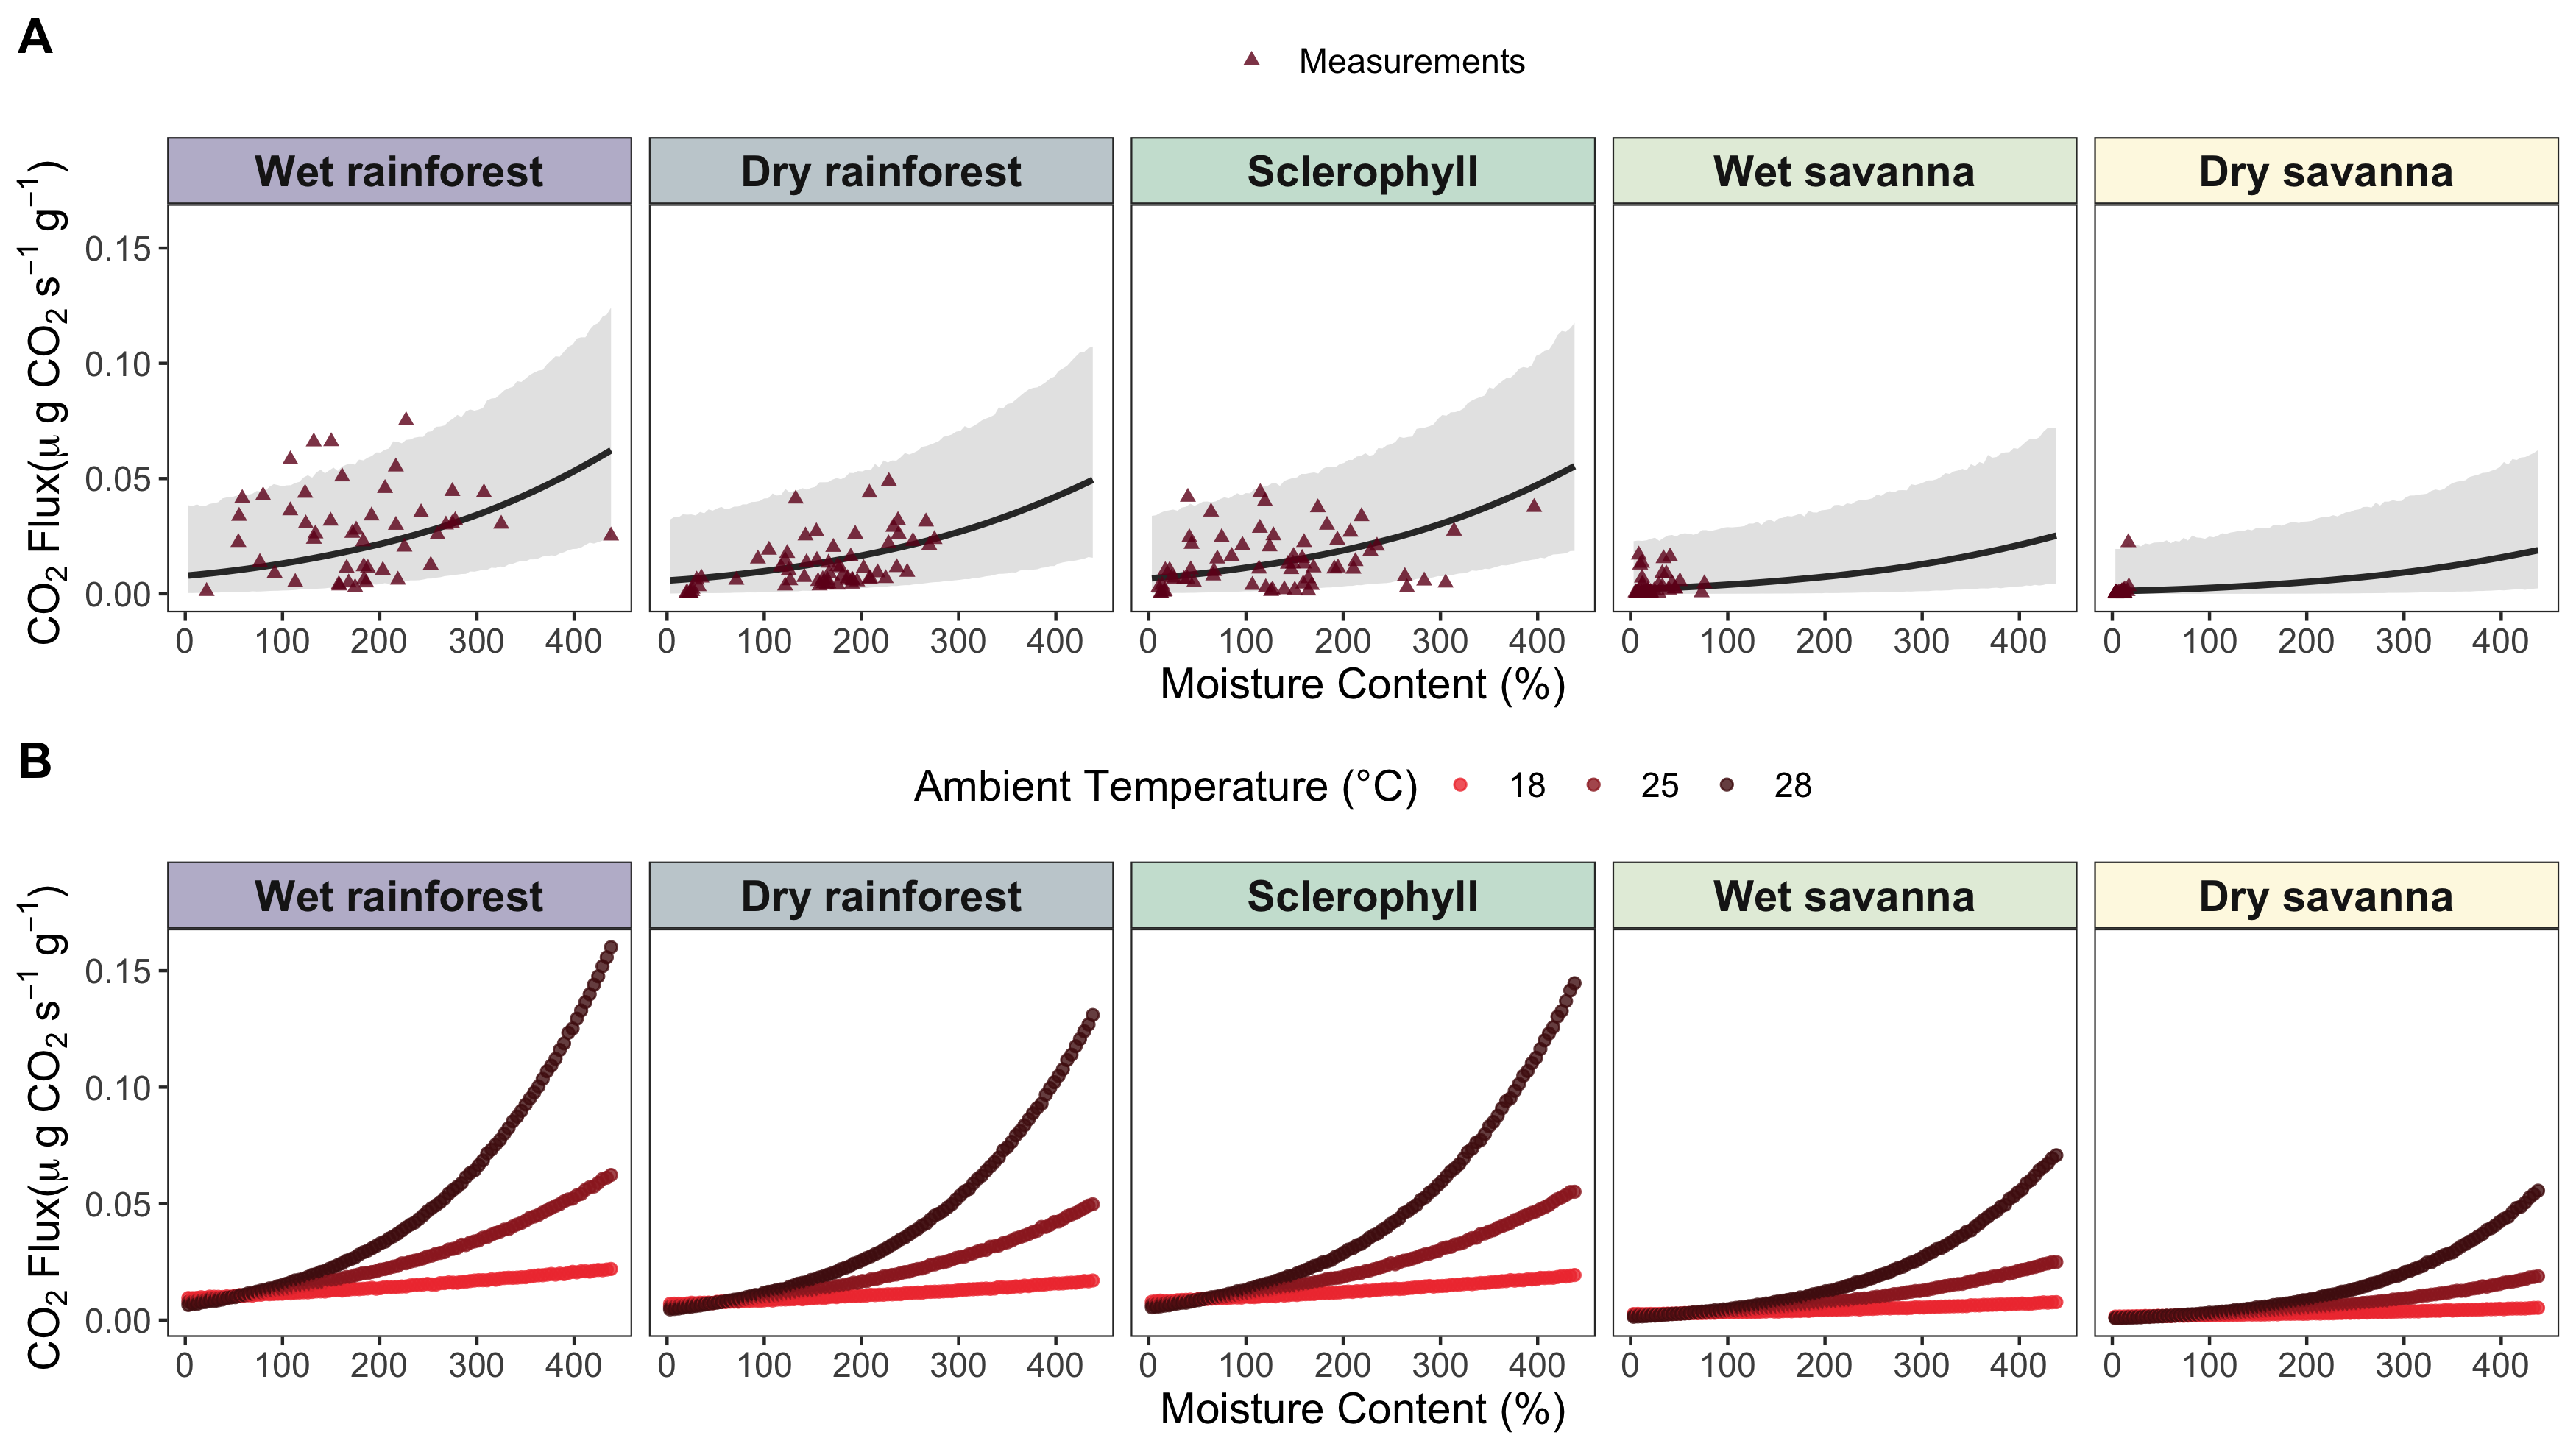 A
Measurements
Wet rainforest Dry rainforest Sclerophyll Wet savanna Dry savanna
CO₂ Flux(μ g CO₂ s⁻¹ g⁻¹)
0.15
0.10
0.05
0.00
0 100 200 300 400 0 100 200 300 400 0 100 200 300 400 0 100 200 300 400 0 100 200 300 400
Moisture Content (%)
B
Ambient Temperature (°C) 18 25 28
Wet rainforest Dry rainforest Sclerophyll Wet savanna Dry savanna
CO₂ Flux(μ g CO₂ s⁻¹ g⁻¹)
0.15
0.10
0.05
0.00
0 100 200 300 400 0 100 200 300 400 0 100 200 300 400 0 100 200 300 400 0 100 200 300 400
Moisture Content (%)